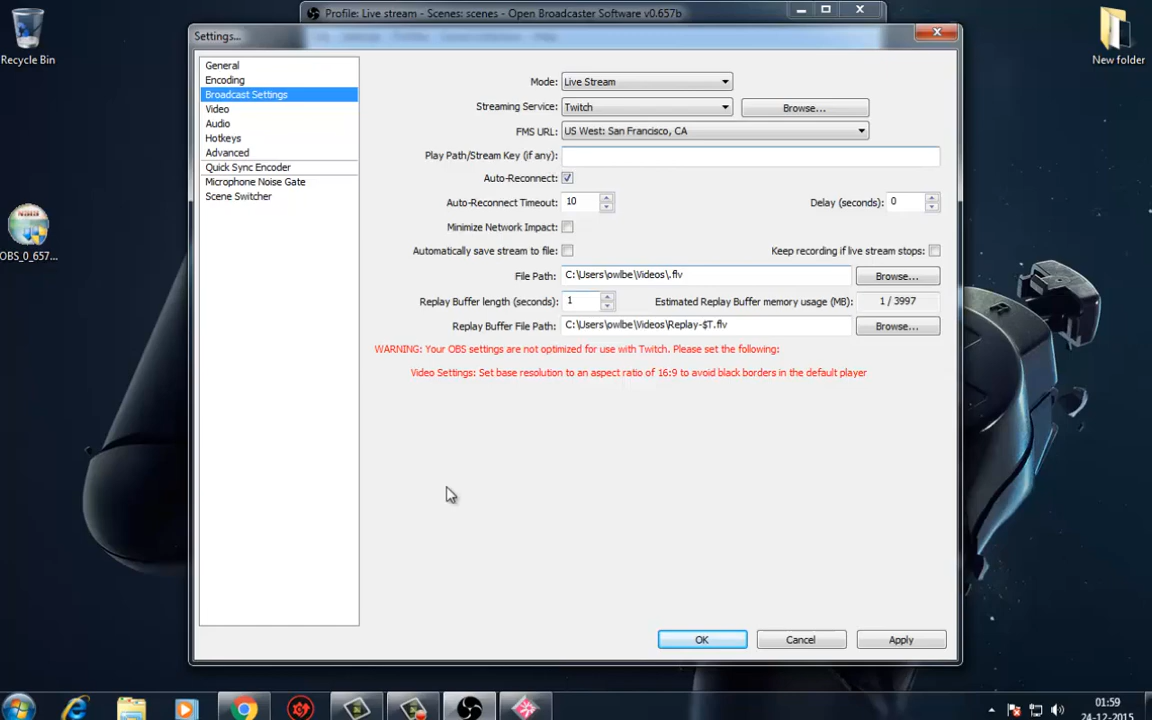 Recycle Bin
OBS_0_657...
New folder
Profile: Live stream - Scenes: scenes - Open Broadcaster Software v0.657b
Settings...
General
Encoding
Broadcast Settings
Video
Audio
Hotkeys
Advanced
Quick Sync Encoder
Microphone Noise Gate
Scene Switcher
Mode: Live Stream
Streaming Service: Twitch Browse...
FMS URL: US West: San Francisco, CA
Play Path/Stream Key (if any):
Auto-Reconnect:
Auto-Reconnect Timeout: 10 Delay (seconds): 0
Minimize Network Impact:
Automatically save stream to file: Keep recording if live stream stops:
File Path: C:\Users\owlbe\Videos\.flv Browse...
Replay Buffer length (seconds): 1 Estimated Replay Buffer memory usage (MB): 1 / 3997
Replay Buffer File Path: C:\Users\owlbe\Videos\Replay-$T.flv Browse...
WARNING: Your OBS settings are not optimized for use with Twitch. Please set the following:
Video Settings: Set base resolution to an aspect ratio of 16:9 to avoid black borders in the default player
OK Cancel Apply
01:59
24-12-2015